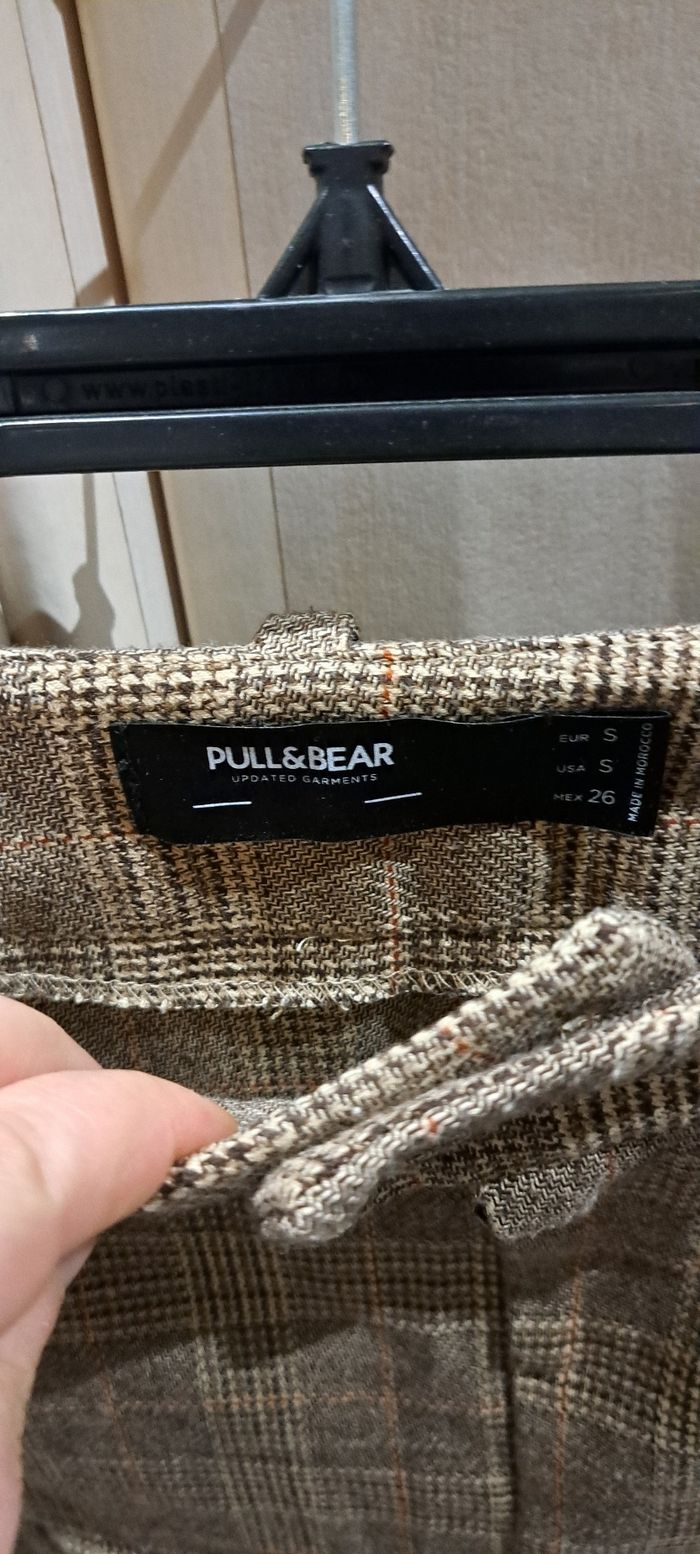 PULL&BEAR
UPDATED GARMENTS
EUR S
USA S
MEX 26
MADE IN MOROCCO